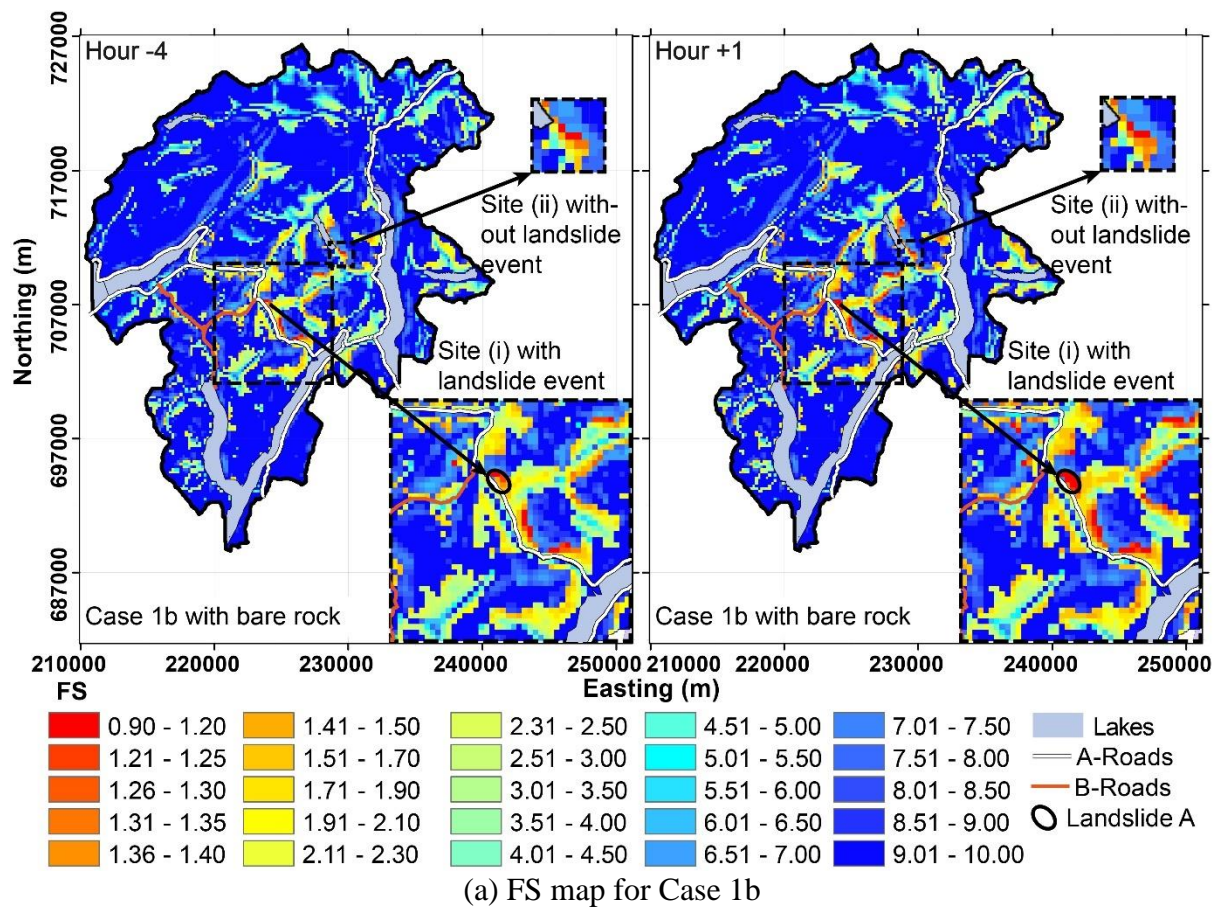 Hour -4
Site (ii) with-
out landslide
event
Site (i) with
landslide event
Case 1b with bare rock
Hour +1
Site (ii) with-
out landslide
event
Site (i) with
landslide event
Case 1b with bare rock
Northing (m)
727000
717000
707000
697000
687000
210000 220000 230000 240000 250000
210000 220000 230000 240000 250000
Easting (m)
FS
0.90 - 1.20
1.21 - 1.25
1.26 - 1.30
1.31 - 1.35
1.36 - 1.40
1.41 - 1.50
1.51 - 1.70
1.71 - 1.90
1.91 - 2.10
2.11 - 2.30
2.31 - 2.50
2.51 - 3.00
3.01 - 3.50
3.51 - 4.00
4.01 - 4.50
4.51 - 5.00
5.01 - 5.50
5.51 - 6.00
6.01 - 6.50
6.51 - 7.00
7.01 - 7.50
7.51 - 8.00
8.01 - 8.50
8.51 - 9.00
9.01 - 10.00
Lakes
A-Roads
B-Roads
Landslide A
(a) FS map for Case 1b